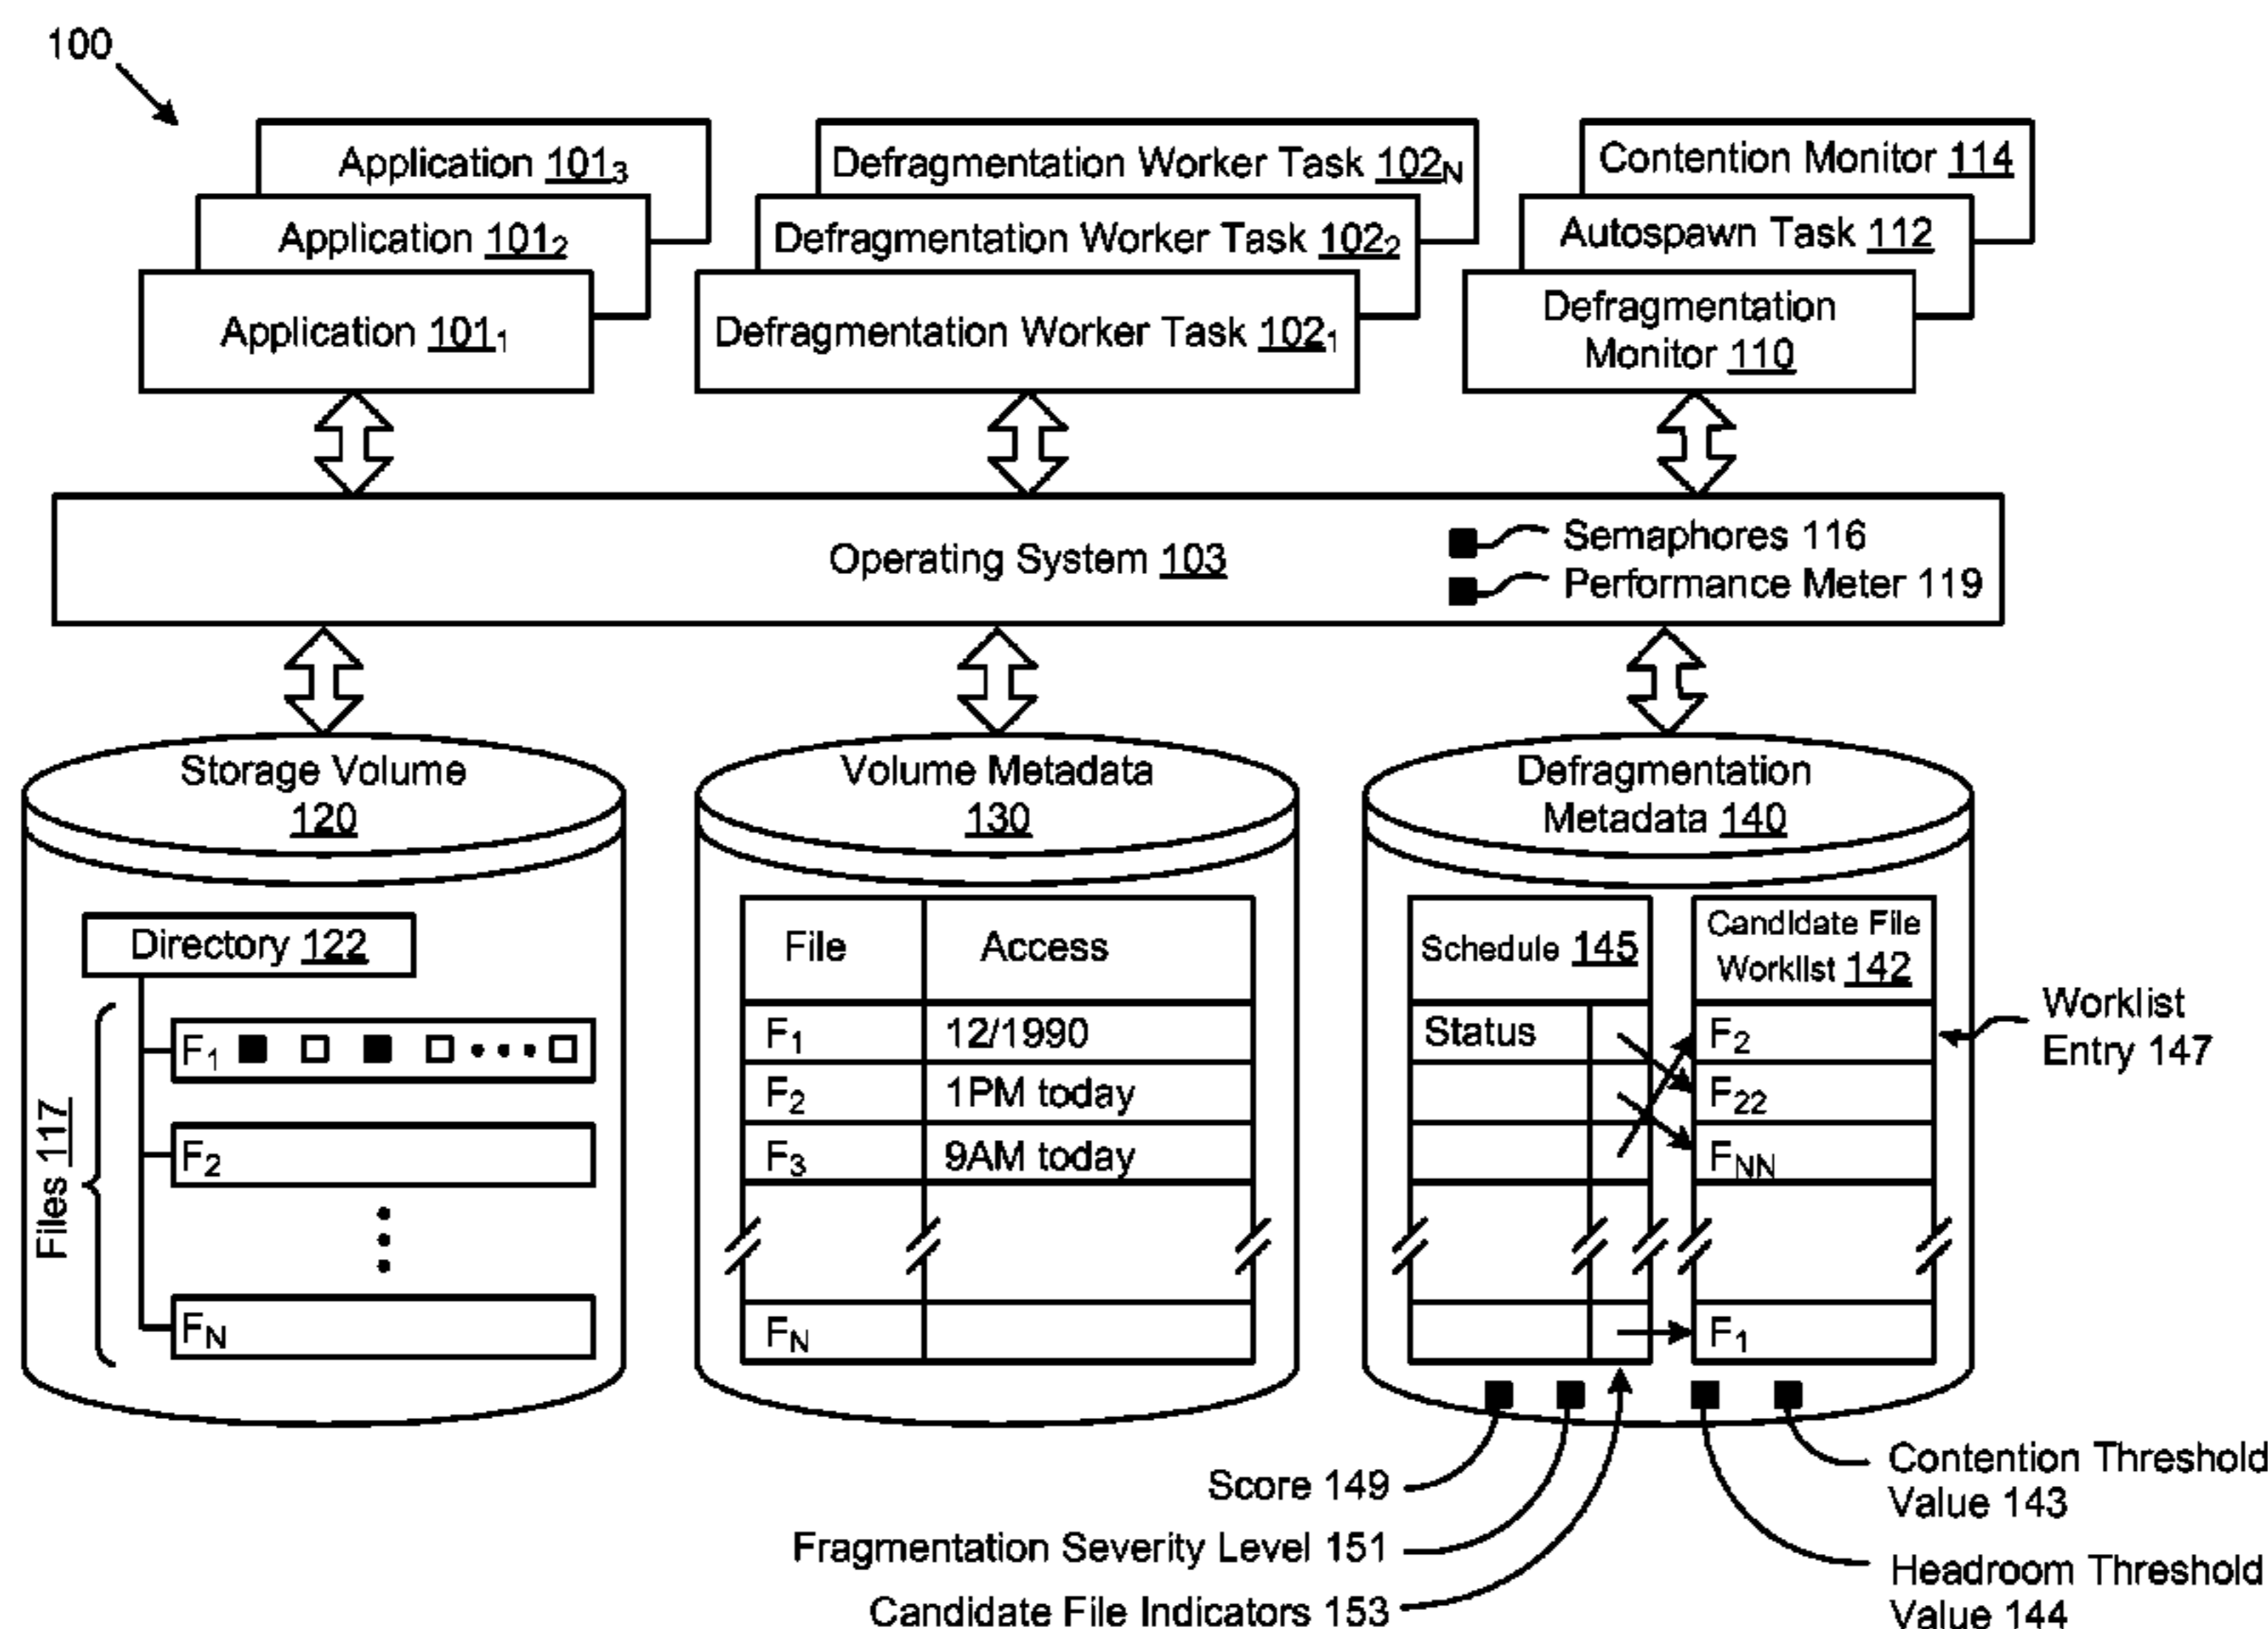 100
Application 101₃
Application 101₂
Application 101₁
Defragmentation Worker Task 102N
Defragmentation Worker Task 102₂
Defragmentation Worker Task 102₁
Contention Monitor 114
Autospawn Task 112
Defragmentation
Monitor 110
Operating System 103
Semaphores 116
Performance Meter 119
Storage Volume
120
Directory 122
Files 117
F₁
F₂
FN
Volume Metadata
130
File Access
F₁ 12/1990
F₂ 1PM today
F₃ 9AM today
FN
Defragmentation
Metadata 140
Schedule 145
Status
Candidate File
Worklist 142
F₂
F₂₂
FNN
F₁
Worklist
Entry 147
Score 149
Fragmentation Severity Level 151
Candidate File Indicators 153
Contention Threshold
Value 143
Headroom Threshold
Value 144